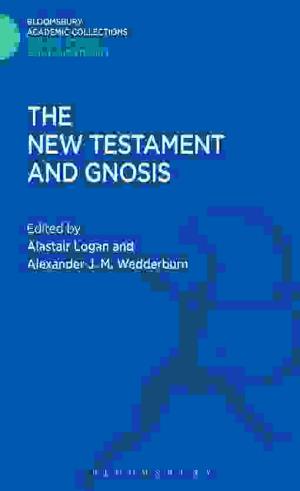 BLOOMSBURY
ACADEMIC COLLECTIONS
THE
NEW TESTAMENT
AND GNOSIS
Edited by
Alastair Logan and
Alexander J. M. Wedderburn
BLOOMSBURY